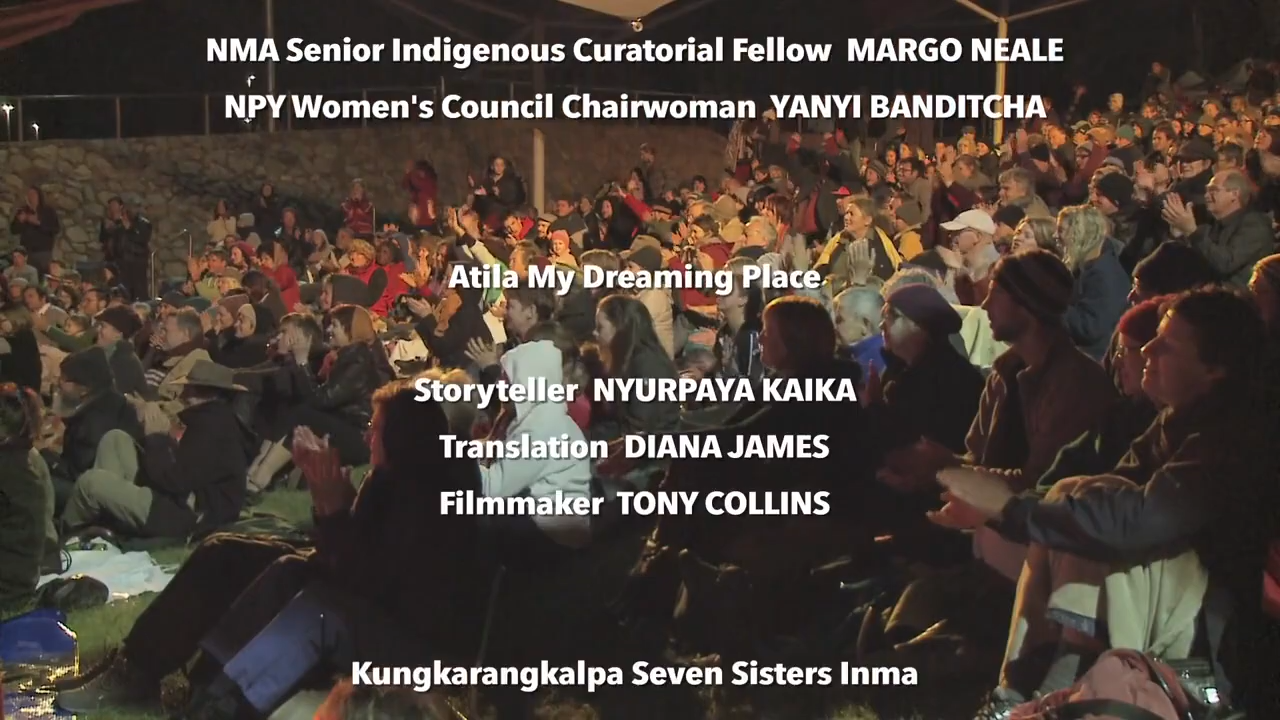 NMA Senior Indigenous Curatorial Fellow MARGO NEALE
NPY Women's Council Chairwoman YANYI BANDITCHA
Atila My Dreaming Place
Storyteller NYURPAYA KAIKA
Translation DIANA JAMES
Filmmaker TONY COLLINS
Kungkarangkalpa Seven Sisters Inma